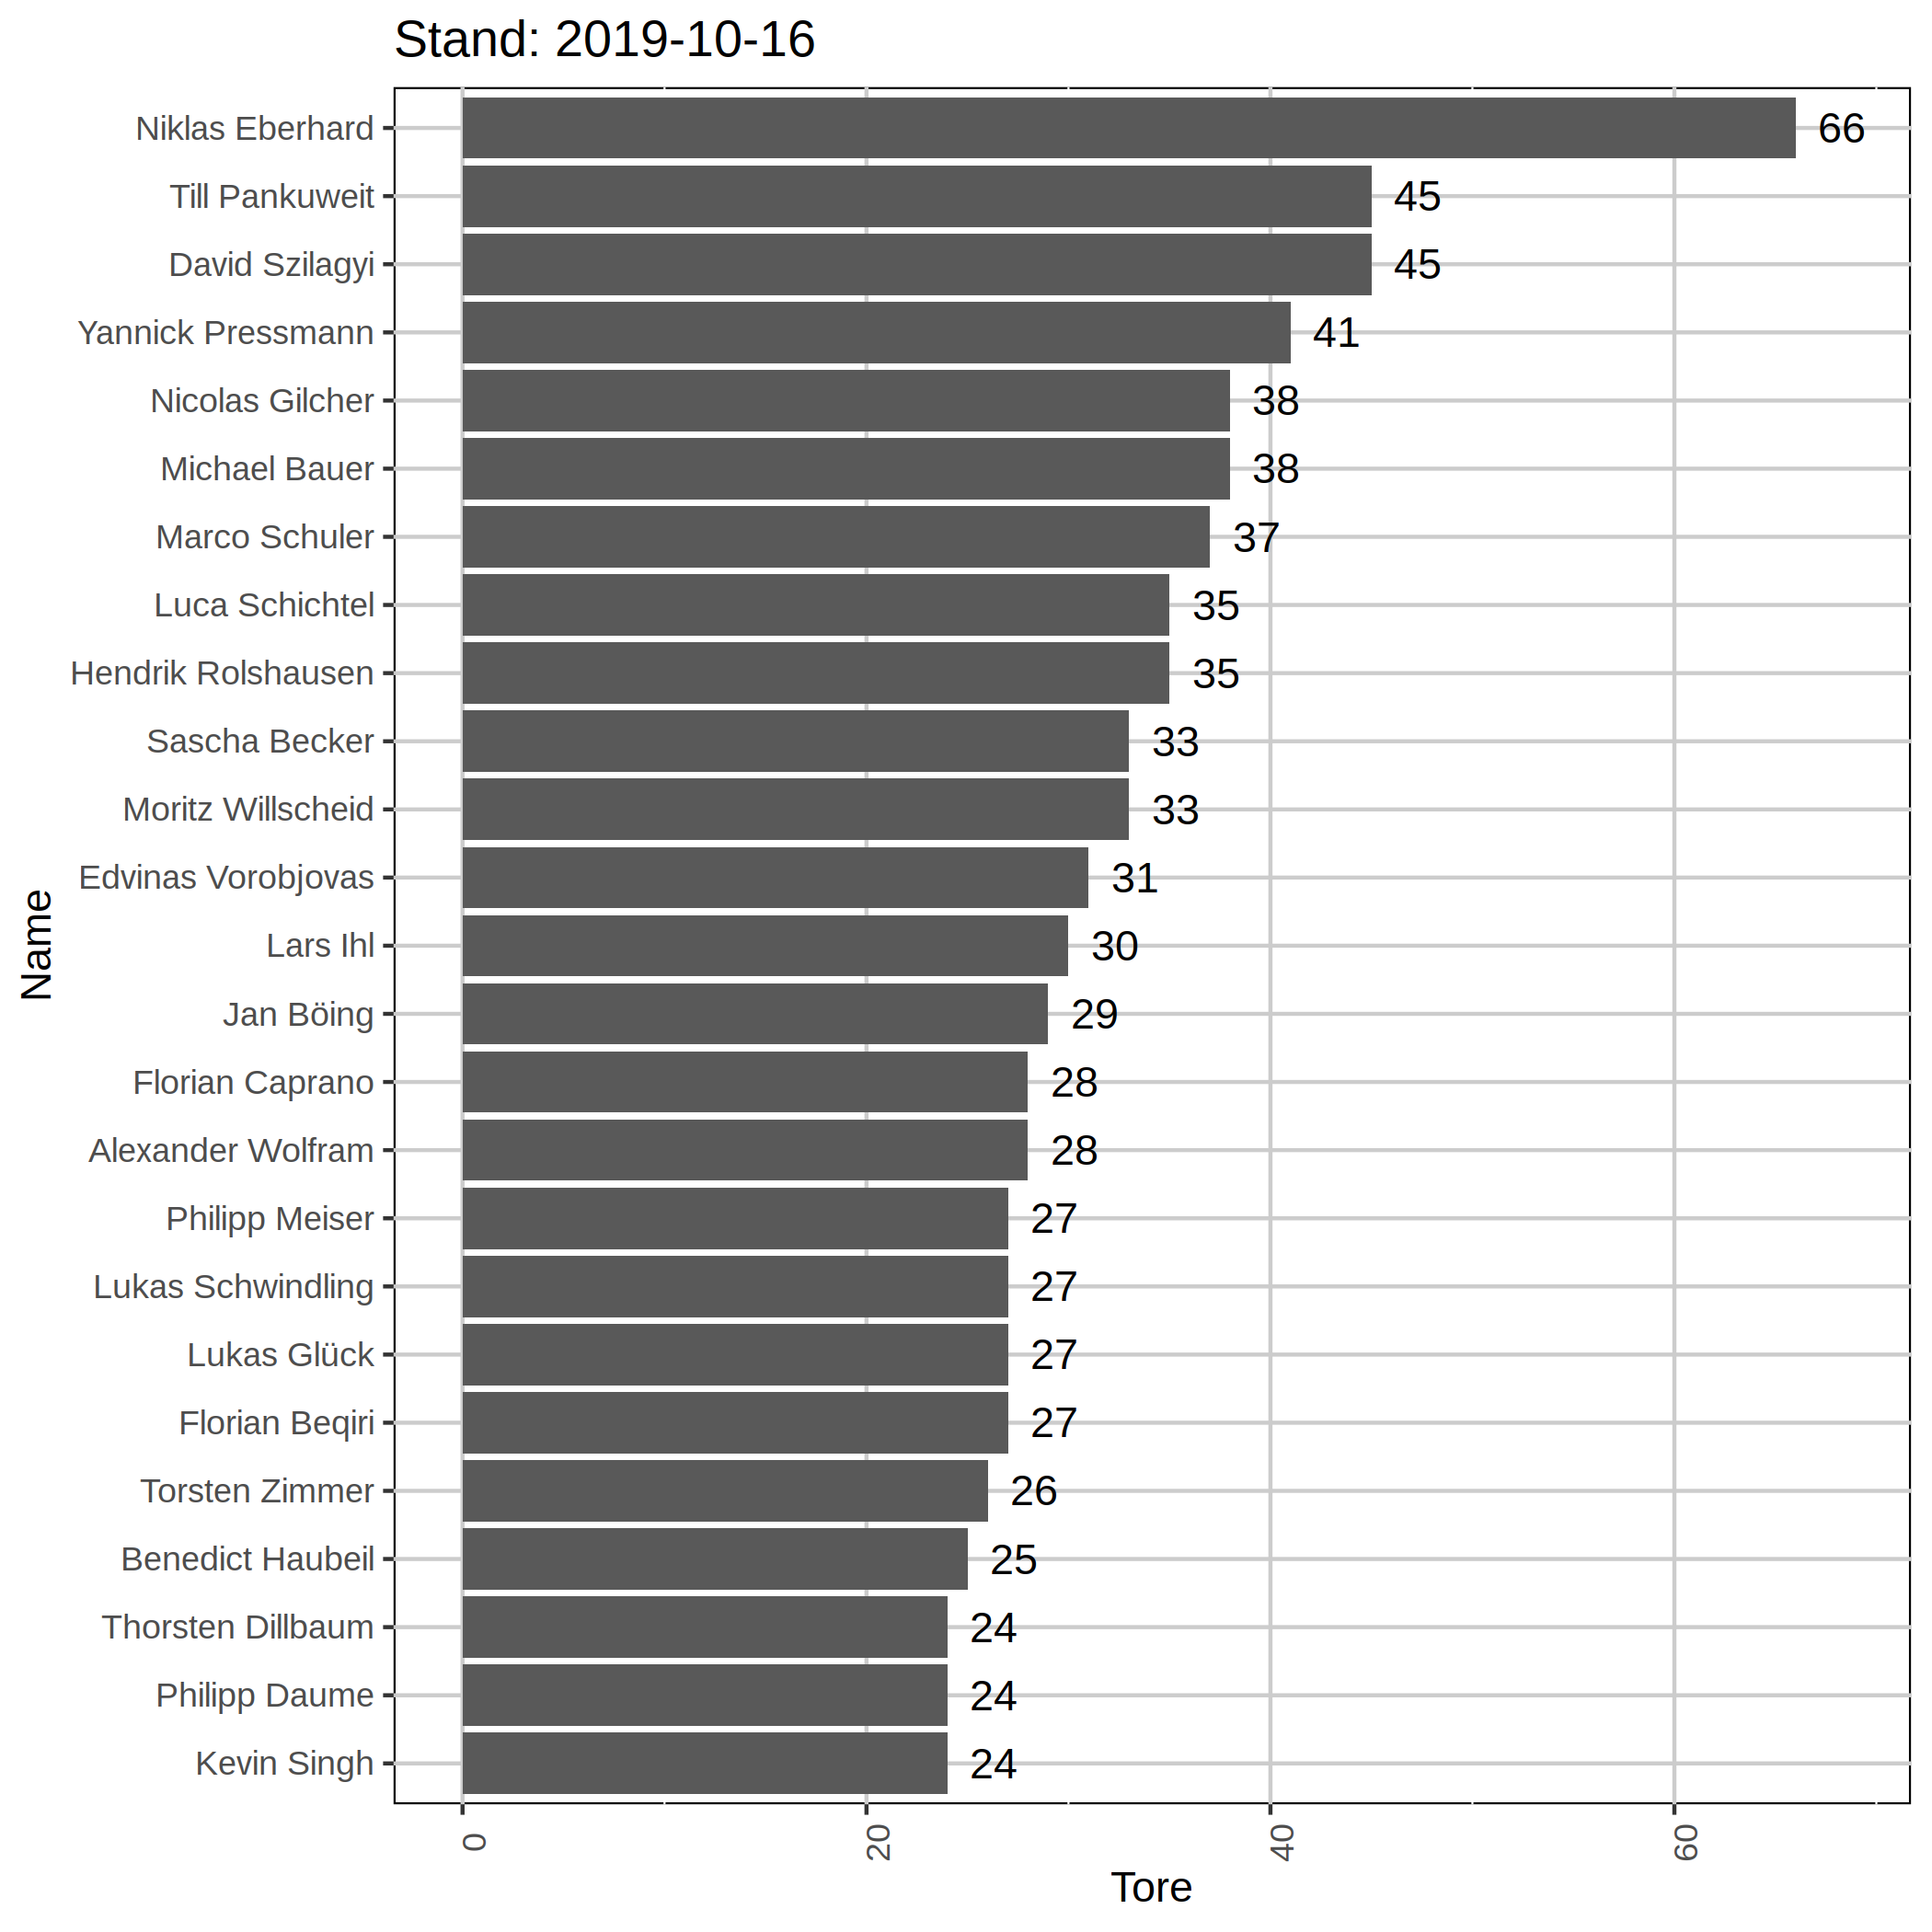 Stand: 2019-10-16
Niklas Eberhard 66
Till Pankuweit 45
David Szilagyi 45
Yannick Pressmann 41
Nicolas Gilcher 38
Michael Bauer 38
Marco Schuler 37
Luca Schichtel 35
Hendrik Rolshausen 35
Sascha Becker 33
Moritz Willscheid 33
Edvinas Vorobjovas 31
Lars Ihl 30
Jan Böing 29
Florian Caprano 28
Alexander Wolfram 28
Philipp Meiser 27
Lukas Schwindling 27
Lukas Glück 27
Florian Beqiri 27
Torsten Zimmer 26
Benedict Haubeil 25
Thorsten Dillbaum 24
Philipp Daume 24
Kevin Singh 24
Name
0 20 40 60
Tore